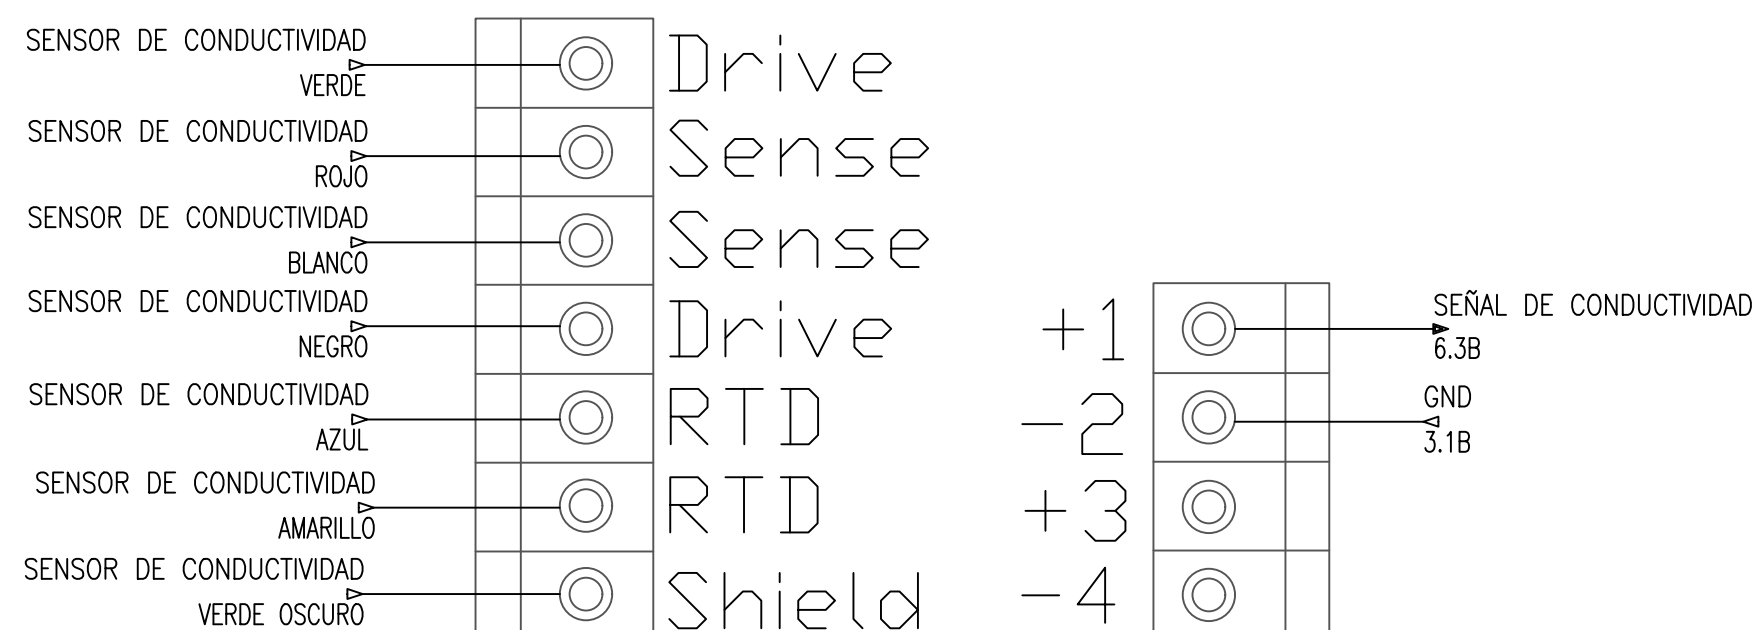 SENSOR DE CONDUCTIVIDAD
VERDE
Drive
SENSOR DE CONDUCTIVIDAD
ROJO
Sense
SENSOR DE CONDUCTIVIDAD
BLANCO
Sense
SENSOR DE CONDUCTIVIDAD
NEGRO
Drive
SENSOR DE CONDUCTIVIDAD
AZUL
RTD
SENSOR DE CONDUCTIVIDAD
AMARILLO
RTD
SENSOR DE CONDUCTIVIDAD
VERDE OSCURO
Shield
+1
SEÑAL DE CONDUCTIVIDAD
6.3B
-2
GND
3.1B
+3
-4